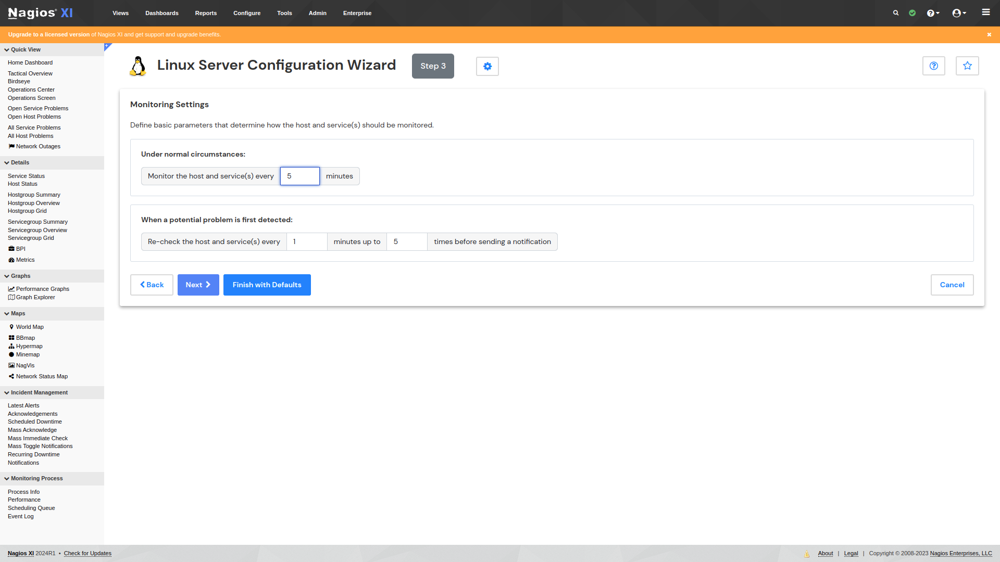 Nagios XI
Views Dashboards Reports Configure Tools Admin Enterprise
Upgrade to a licensed version of Nagios XI and get support and upgrade benefits.
Quick View
Home Dashboard
Tactical Overview
Birdseye
Operations Center
Operations Screen
Open Service Problems
Open Host Problems
All Service Problems
All Host Problems
Network Outages
Details
Service Status
Host Status
Hostgroup Summary
Hostgroup Overview
Hostgroup Grid
Servicegroup Summary
Servicegroup Overview
Servicegroup Grid
BPI
Metrics
Graphs
Performance Graphs
Graph Explorer
Maps
World Map
BBmap
Hypermap
Minemap
NagVis
Network Status Map
Incident Management
Latest Alerts
Acknowledgements
Scheduled Downtime
Mass Acknowledge
Mass Immediate Check
Mass Toggle Notifications
Recurring Downtime
Notifications
Monitoring Process
Process Info
Performance
Scheduling Queue
Event Log
Linux Server Configuration Wizard Step 3
Monitoring Settings
Define basic parameters that determine how the host and service(s) should be monitored.
Under normal circumstances:
Monitor the host and service(s) every 5 minutes
When a potential problem is first detected:
Re-check the host and service(s) every 1 minutes up to 5 times before sending a notification
Back Next Finish with Defaults Cancel
Nagios XI 2024R1 • Check for Updates About | Legal | Copyright © 2008-2023 Nagios Enterprises, LLC